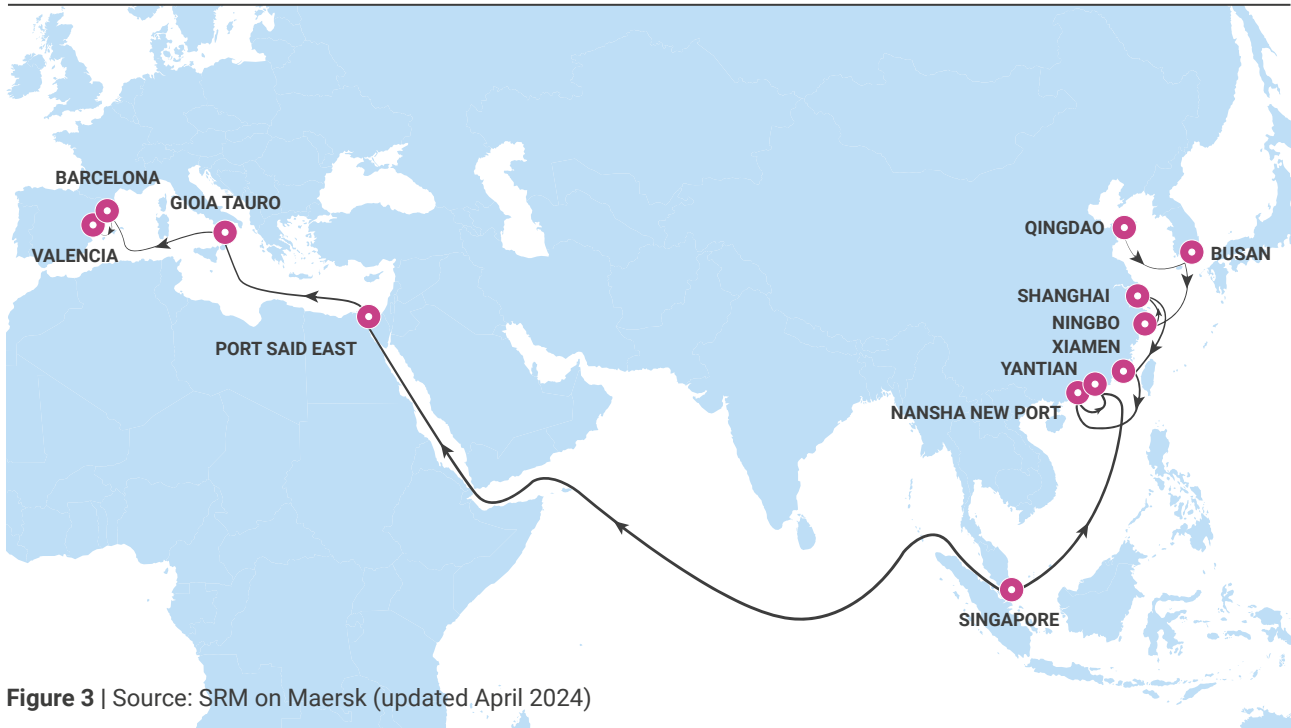 BARCELONA
GIOIA TAURO
VALENCIA
PORT SAID EAST
QINGDAO
BUSAN
SHANGHAI
NINGBO
XIAMEN
YANTIAN
NANSHA NEW PORT
SINGAPORE
Figure 3 | Source: SRM on Maersk (updated April 2024)